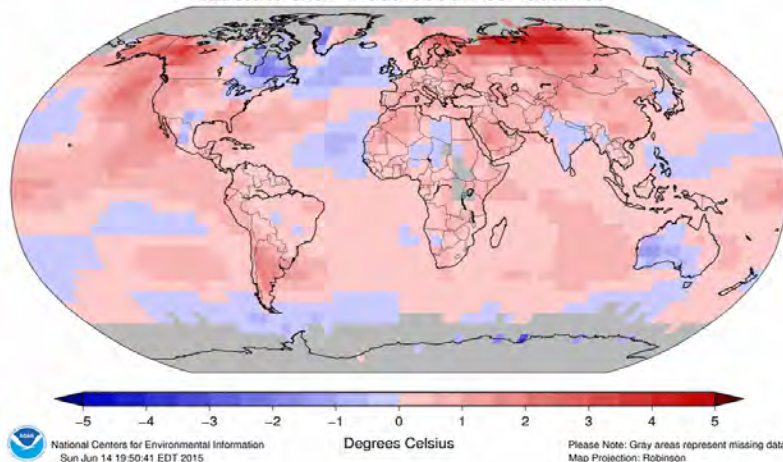 -5 -4 -3 -2 -1 0 1 2 3 4 5
Degrees Celsius
National Centers for Environmental Information
Sun Jun 14 19:50:41 EDT 2015
Please Note: Gray areas represent missing data
Map Projection: Robinson